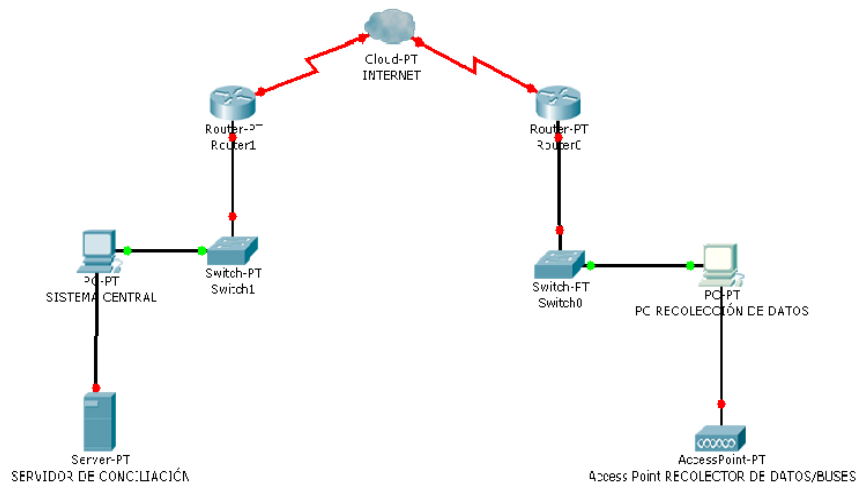 Cloud-PT
INTERNET
Router-PT
Router1
Router-PT
Router0
Switch-PT
Switch1
Switch-PT
Switch0
PC-PT
SISTEMA CENTRAL
PC-PT
PC RECOLECCIÓN DE DATOS
Server-PT
SERVIDOR DE CONCILIACIÓN
AccessPoint-PT
Access Point RECOLECTOR DE DATOS/BUSES